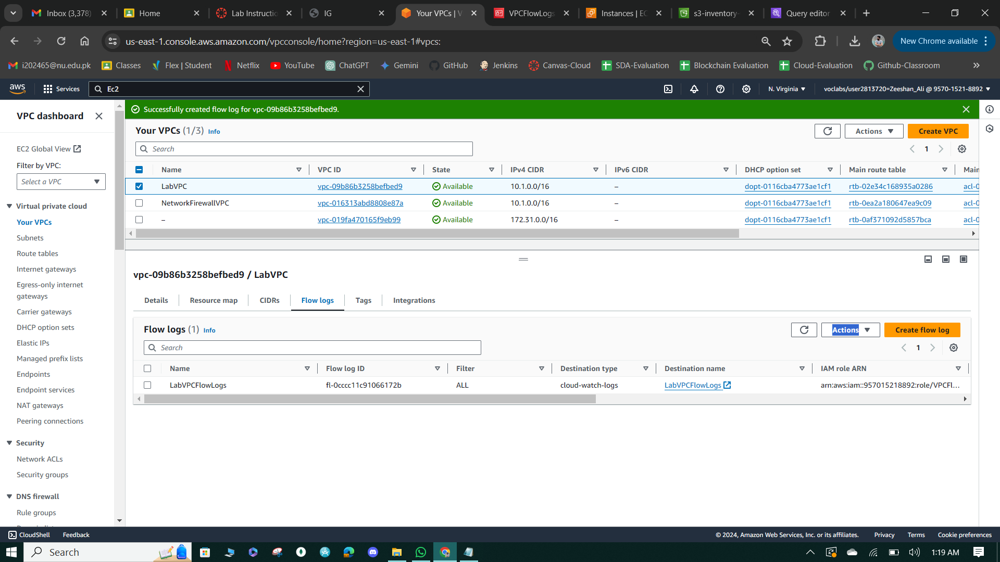 Inbox (3,378)
Home
Lab Instructio
IG
Your VPCs | V
VPCFlowLogs
Instances | EC
s3-inventory-
Query editor
us-east-1.console.aws.amazon.com/vpcconsole/home?region=us-east-1#vpcs:
New Chrome available
i202465@nu.edu.pk
Classes
Flex | Student
Netflix
YouTube
ChatGPT
Gemini
GitHub
Jenkins
Canvas-Cloud
SDA-Evaluation
Blockchain Evaluation
Cloud-Evaluation
Github-Classroom
aws
Services
Ec2
N. Virginia
voclabs/user2813720=Zeeshan_Ali @ 9570-1521-8892
VPC dashboard
EC2 Global View
Filter by VPC:
Select a VPC
Virtual private cloud
Your VPCs
Subnets
Route tables
Internet gateways
Egress-only internet
gateways
Carrier gateways
DHCP option sets
Elastic IPs
Managed prefix lists
Endpoints
Endpoint services
NAT gateways
Peering connections
Security
Network ACLs
Security groups
DNS firewall
Rule groups
Successfully created flow log for vpc-09b86b3258befbed9.
Your VPCs (1/3) Info
Actions
Create VPC
Search
1
Name VPC ID State IPv4 CIDR IPv6 CIDR DHCP option set Main route table Main
LabVPC vpc-09b86b3258befbed9 Available 10.1.0.0/16 – dopt-0116cba4773ae1cf1 rtb-02e34c168935a0286 acl-0
NetworkFirewallVPC vpc-016313abd8808e87a Available 10.1.0.0/16 – dopt-0116cba4773ae1cf1 rtb-0ea2a180647ea9c09 acl-0
– vpc-019fa470165f9eb99 Available 172.31.0.0/16 – dopt-0116cba4773ae1cf1 rtb-0af371092d5857bca acl-0
vpc-09b86b3258befbed9 / LabVPC
Details
Resource map
CIDRs
Flow logs
Tags
Integrations
Flow logs (1) Info
Actions
Create flow log
Search
1
Name Flow log ID Filter Destination type Destination name IAM role ARN
LabVPCFlowLogs fl-0cccc11c91066172b ALL cloud-watch-logs LabVPCFlowLogs arn:aws:iam::957015218892:role/VPCFl...
CloudShell
Feedback
© 2024, Amazon Web Services, Inc. or its affiliates.
Privacy
Terms
Cookie preferences
Search
1:19 AM